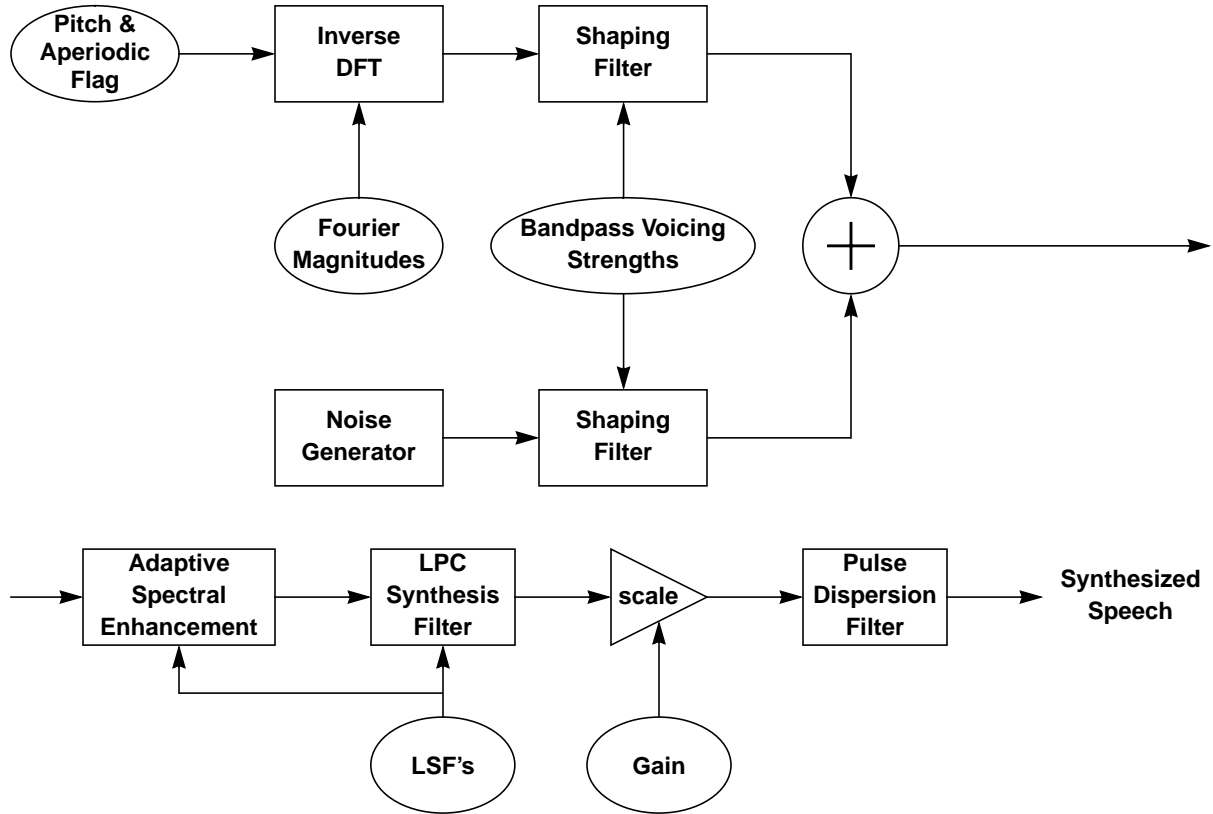 Pitch &
Aperiodic
Flag
Inverse
DFT
Shaping
Filter
Fourier
Magnitudes
Bandpass Voicing
Strengths
Noise
Generator
Shaping
Filter
Adaptive
Spectral
Enhancement
LPC
Synthesis
Filter
scale
Pulse
Dispersion
Filter
Synthesized
Speech
LSF's
Gain